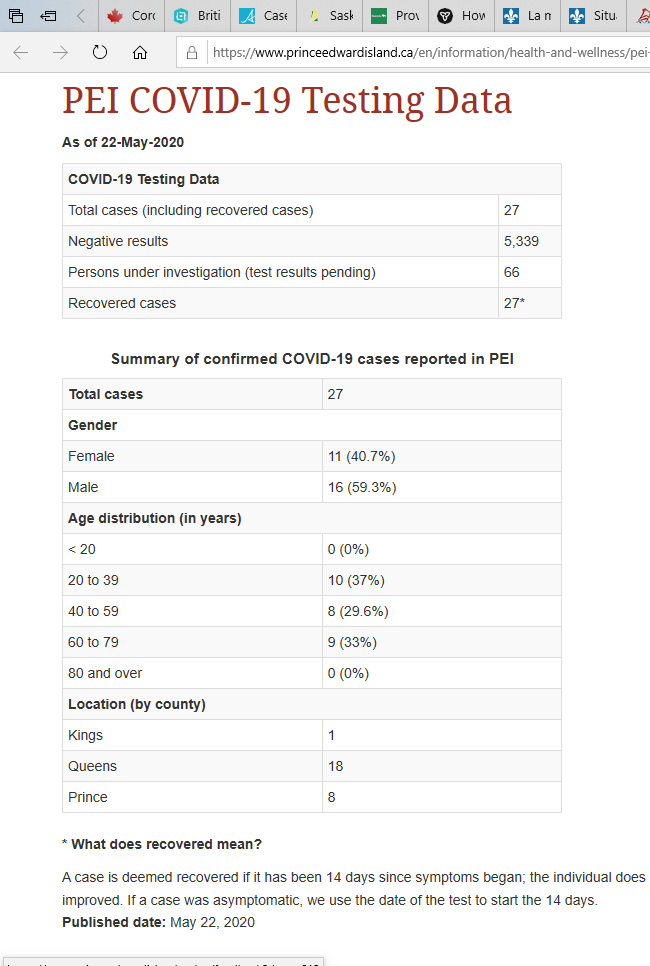 Corc
Briti
Case
Sask
Prov
How
La n
Situ
https://www.princeedwardisland.ca/en/information/health-and-wellness/pei-
PEI COVID-19 Testing Data
As of 22-May-2020
COVID-19 Testing Data
Total cases (including recovered cases) 27
Negative results 5,339
Persons under investigation (test results pending) 66
Recovered cases 27*
Summary of confirmed COVID-19 cases reported in PEI
Total cases 27
Gender
Female 11 (40.7%)
Male 16 (59.3%)
Age distribution (in years)
< 20 0 (0%)
20 to 39 10 (37%)
40 to 59 8 (29.6%)
60 to 79 9 (33%)
80 and over 0 (0%)
Location (by county)
Kings 1
Queens 18
Prince 8
* What does recovered mean?
A case is deemed recovered if it has been 14 days since symptoms began; the individual does
improved. If a case was asymptomatic, we use the date of the test to start the 14 days.
Published date: May 22, 2020